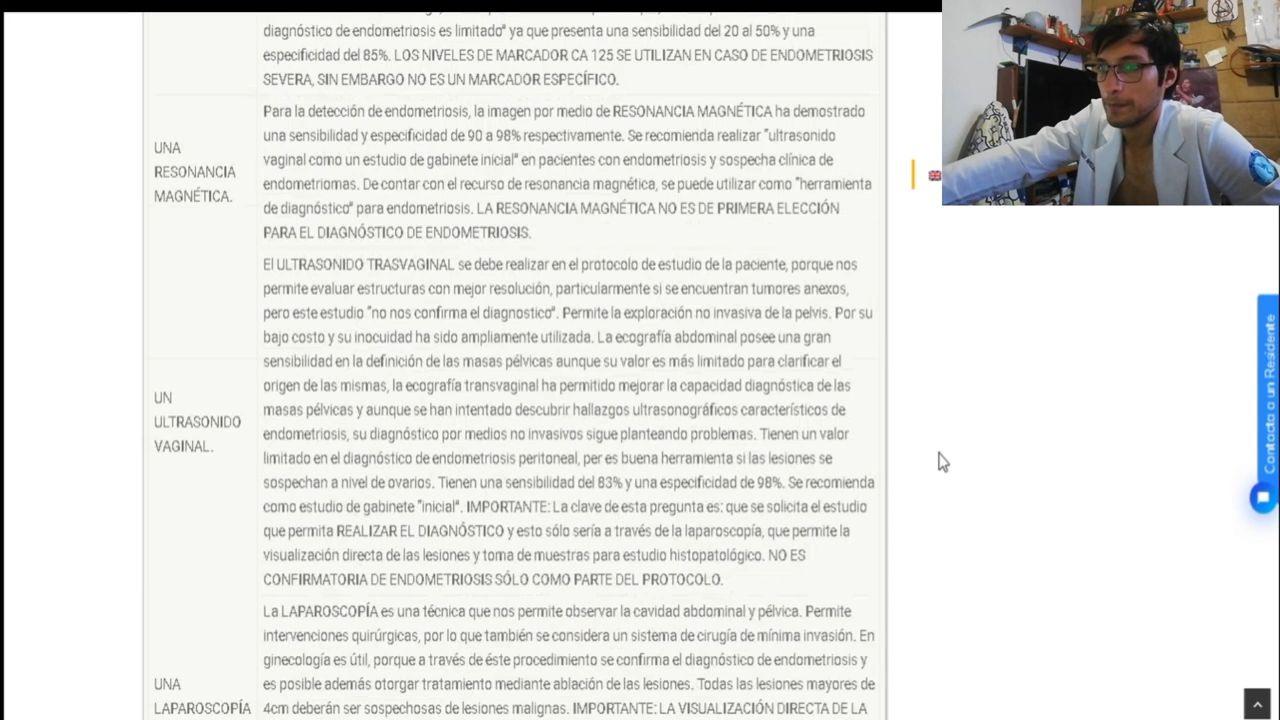 diagnóstico de endometriosis es limitado" ya que presenta una sensibilidad del 20 al 50% y una
especificidad del 85%. LOS NIVELES DE MARCADOR CA 125 SE UTILIZAN EN CASO DE ENDOMETRIOSIS
SEVERA, SIN EMBARGO NO ES UN MARCADOR ESPECÍFICO.
UNA
RESONANCIA
MAGNÉTICA.
Para la detección de endometriosis, la imagen por medio de RESONANCIA MAGNÉTICA ha demostrado
una sensibilidad y especificidad de 90 a 98% respectivamente. Se recomienda realizar "ultrasonido
vaginal como un estudio de gabinete inicial" en pacientes con endometriosis y sospecha clínica de
endometriomas. De contar con el recurso de resonancia magnética, se puede utilizar como "herramienta
de diagnóstico" para endometriosis. LA RESONANCIA MAGNÉTICA NO ES DE PRIMERA ELECCIÓN
PARA EL DIAGNÓSTICO DE ENDOMETRIOSIS.
UN
ULTRASONIDO
VAGINAL.
El ULTRASONIDO TRASVAGINAL se debe realizar en el protocolo de estudio de la paciente, porque nos
permite evaluar estructuras con mejor resolución, particularmente si se encuentran tumores anexos,
pero este estudio "no nos confirma el diagnostico". Permite la exploración no invasiva de la pelvis. Por su
bajo costo y su inocuidad ha sido ampliamente utilizada. La ecografía abdominal posee una gran
sensibilidad en la definición de las masas pélvicas aunque su valor es más limitado para clarificar el
origen de las mismas, la ecografía transvaginal ha permitido mejorar la capacidad diagnóstica de las
masas pélvicas y aunque se han intentado descubrir hallazgos ultrasonográficos característicos de
endometriosis, su diagnóstico por medios no invasivos sigue planteando problemas. Tienen un valor
limitado en el diagnóstico de endometriosis peritoneal, per es buena herramienta si las lesiones se
sospechan a nivel de ovarios. Tienen una sensibilidad del 83% y una especificidad de 98%. Se recomienda
como estudio de gabinete "inicial". IMPORTANTE: La clave de esta pregunta es: que se solicita el estudio
que permita REALIZAR EL DIAGNÓSTICO y esto sólo sería a través de la laparoscopía, que permite la
visualización directa de las lesiones y toma de muestras para estudio histopatológico. NO ES
CONFIRMATORIA DE ENDOMETRIOSIS SÓLO COMO PARTE DEL PROTOCOLO.
UNA
LAPAROSCOPÍA
La LAPAROSCOPÍA es una técnica que nos permite observar la cavidad abdominal y pélvica. Permite
intervenciones quirúrgicas, por lo que también se considera un sistema de cirugía de mínima invasión. En
ginecología es útil, porque a través de éste procedimiento se confirma el diagnóstico de endometriosis y
es posible además otorgar tratamiento mediante ablación de las lesiones. Todas las lesiones mayores de
4cm deberán ser sospechosas de lesiones malignas. IMPORTANTE: LA VISUALIZACIÓN DIRECTA DE LA
Contacta a un Residente